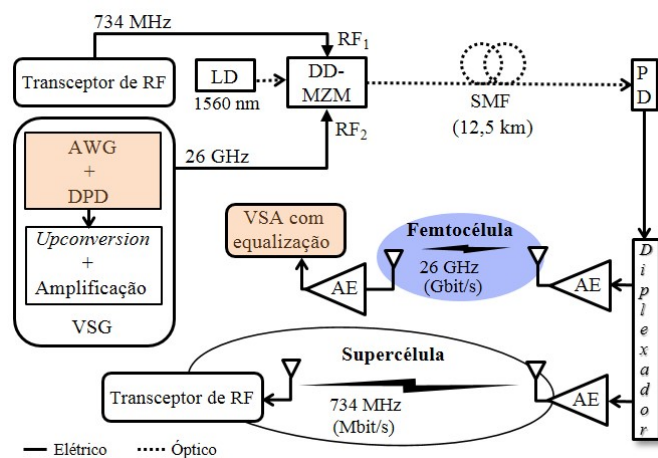 734 MHz
RF1
Transceptor de RF
LD
1560 nm
DD-
MZM
SMF
(12,5 km)
P
D
RF2
26 GHz
AWG
+
DPD
Upconversion
+
Amplificação
VSG
VSA com
equalização
AE
Femtocélula
26 GHz
(Gbit/s)
AE
Diplexador
Supercélula
734 MHz
(Mbit/s)
Transceptor de RF
AE
Elétrico
Óptico